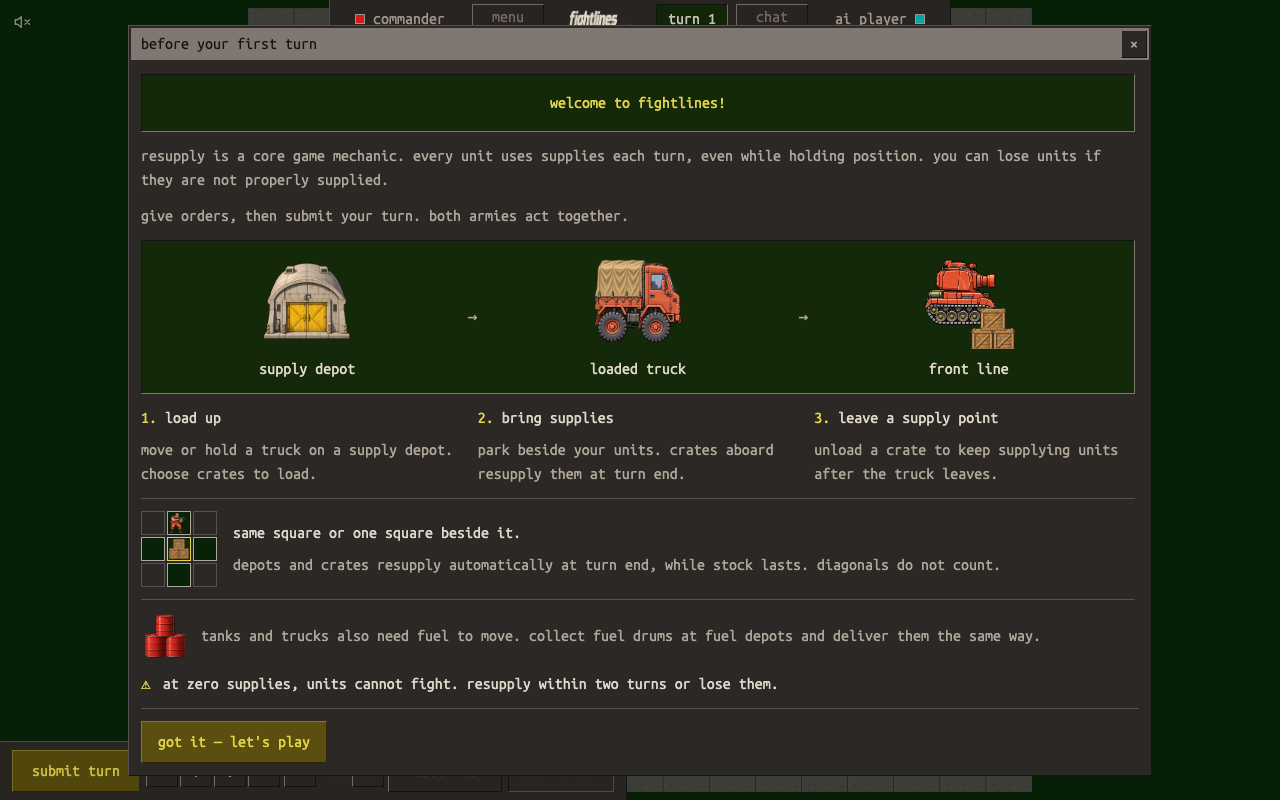 commander menu fightlines turn 1 chat ai player
before your first turn ×
welcome to fightlines!
resupply is a core game mechanic. every unit uses supplies each turn, even while holding position. you can lose units if
they are not properly supplied.
give orders, then submit your turn. both armies act together.
→ →
supply depot loaded truck front line
1. load up
move or hold a truck on a supply depot.
choose crates to load.
2. bring supplies
park beside your units. crates aboard
resupply them at turn end.
3. leave a supply point
unload a crate to keep supplying units
after the truck leaves.
same square or one square beside it.
depots and crates resupply automatically at turn end, while stock lasts. diagonals do not count.
tanks and trucks also need fuel to move. collect fuel drums at fuel depots and deliver them the same way.
⚠ at zero supplies, units cannot fight. resupply within two turns or lose them.
got it — let's play
submit turn